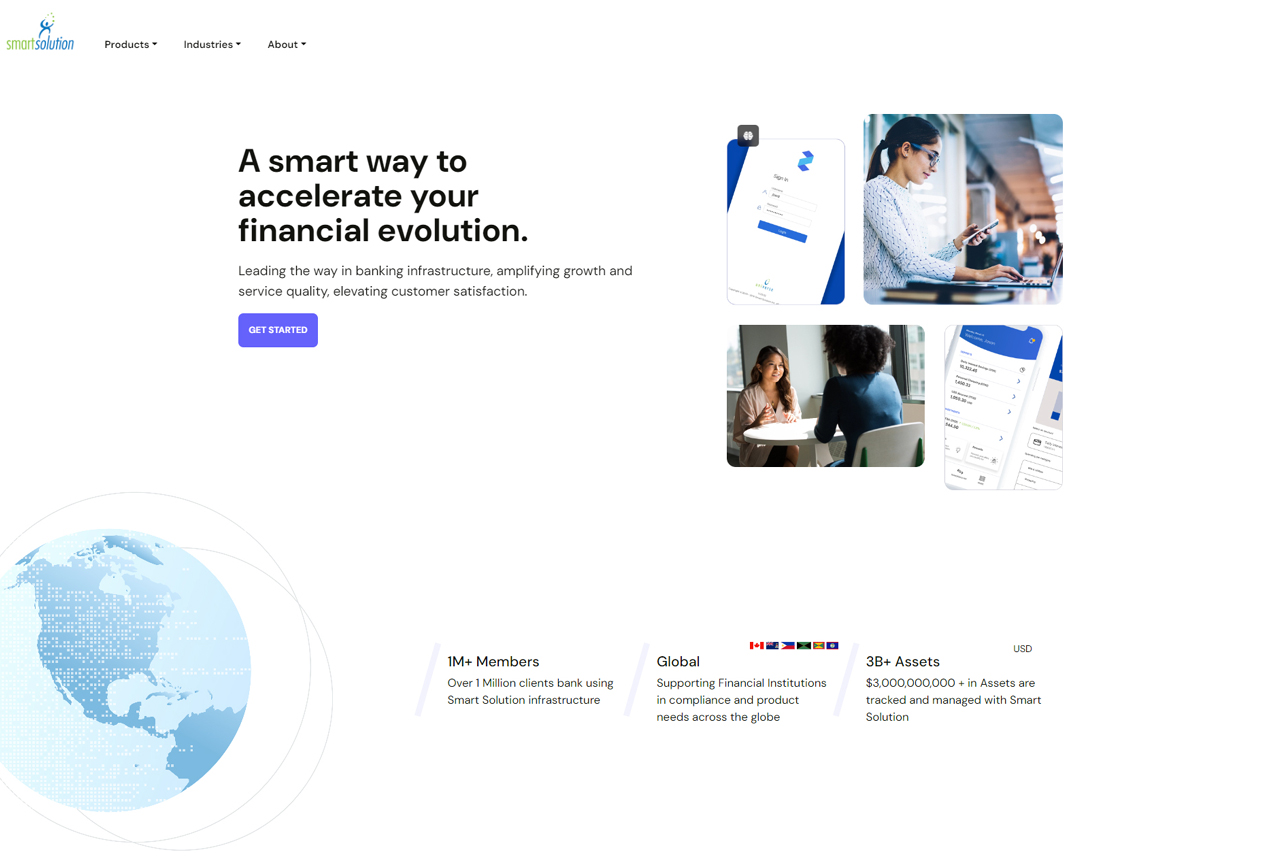 smartsolution
Products
Industries
About
A smart way to
accelerate your
financial evolution.
Leading the way in banking infrastructure, amplifying growth and
service quality, elevating customer satisfaction.
GET STARTED
Sign In
1M+ Members
Over 1 Million clients bank using
Smart Solution infrastructure
Global
Supporting Financial Institutions
in compliance and product
needs across the globe
3B+ Assets
USD
$3,000,000,000 + in Assets are
tracked and managed with Smart
Solution